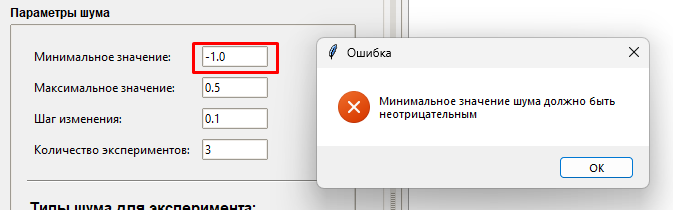 Параметры шума
Минимальное значение: -1.0
Максимальное значение: 0.5
Шаг изменения: 0.1
Количество экспериментов: 3
Типы шума для эксперимента:
Ошибка
Минимальное значение шума должно быть
неотрицательным
ОК